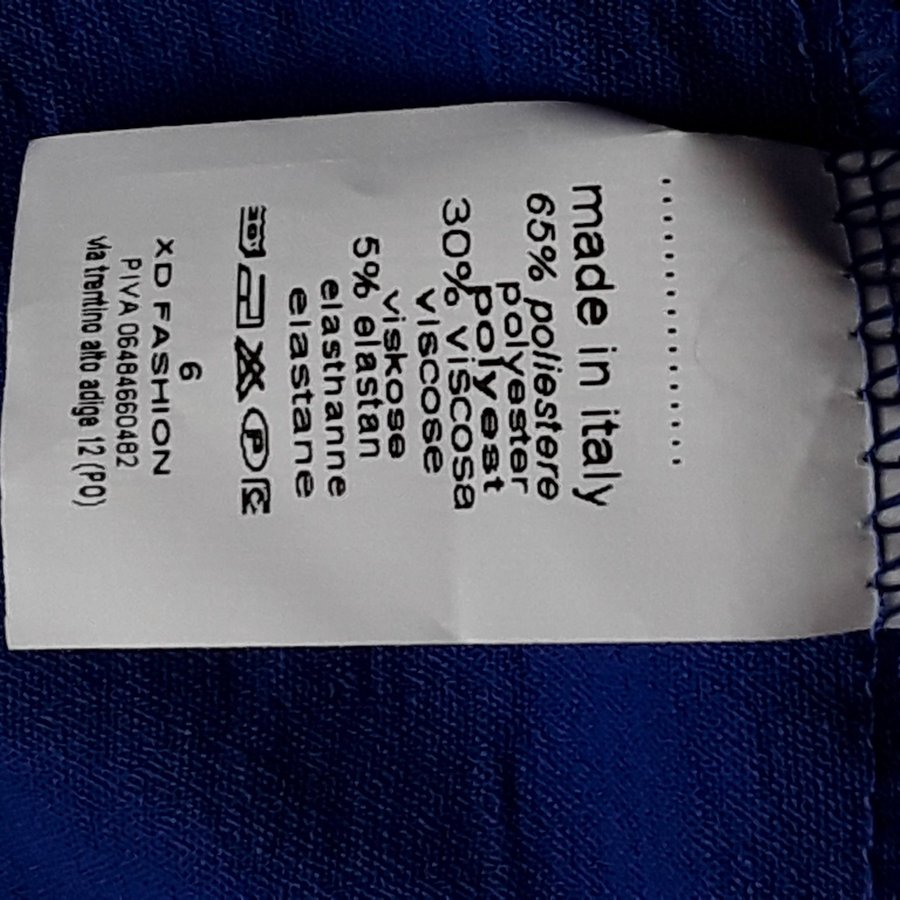 ..................
made in italy
65% poliestere
polyester
polyest
30% viscosa
viscose
viskose
5% elastan
elasthanne
elastane
P
6
XD FASHION
PIVA 06484660482
via trentino alto adige 12 (PO)